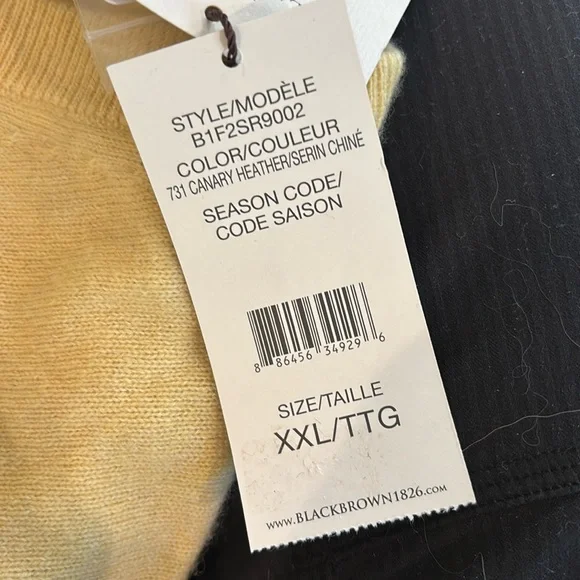 STYLE/MODÈLE
B1F2SR9002
COLOR/COULEUR
731 CANARY HEATHER/SERIN CHINÉ
SEASON CODE/
CODE SAISON
8 86456 34929 6
SIZE/TAILLE
XXL/TTG
www.BLACKBROWN1826.com